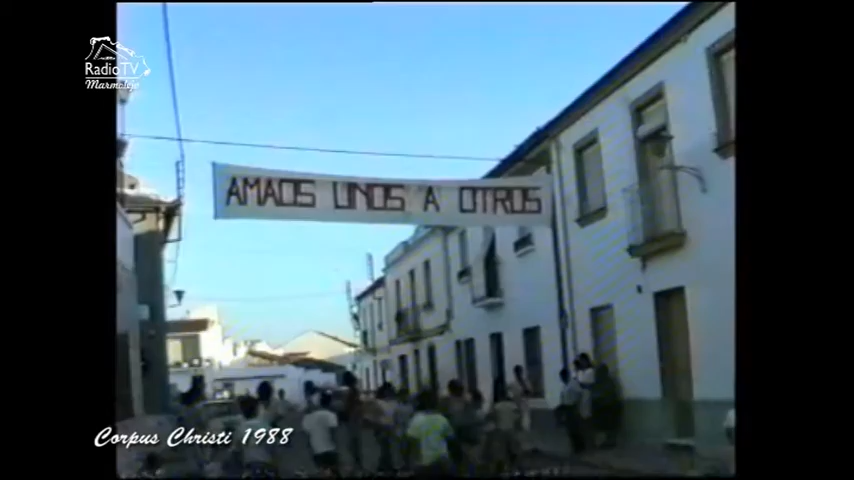 RadioTV
Marmolejo
AMAOS UNOS A OTROS
Corpus Christi 1988